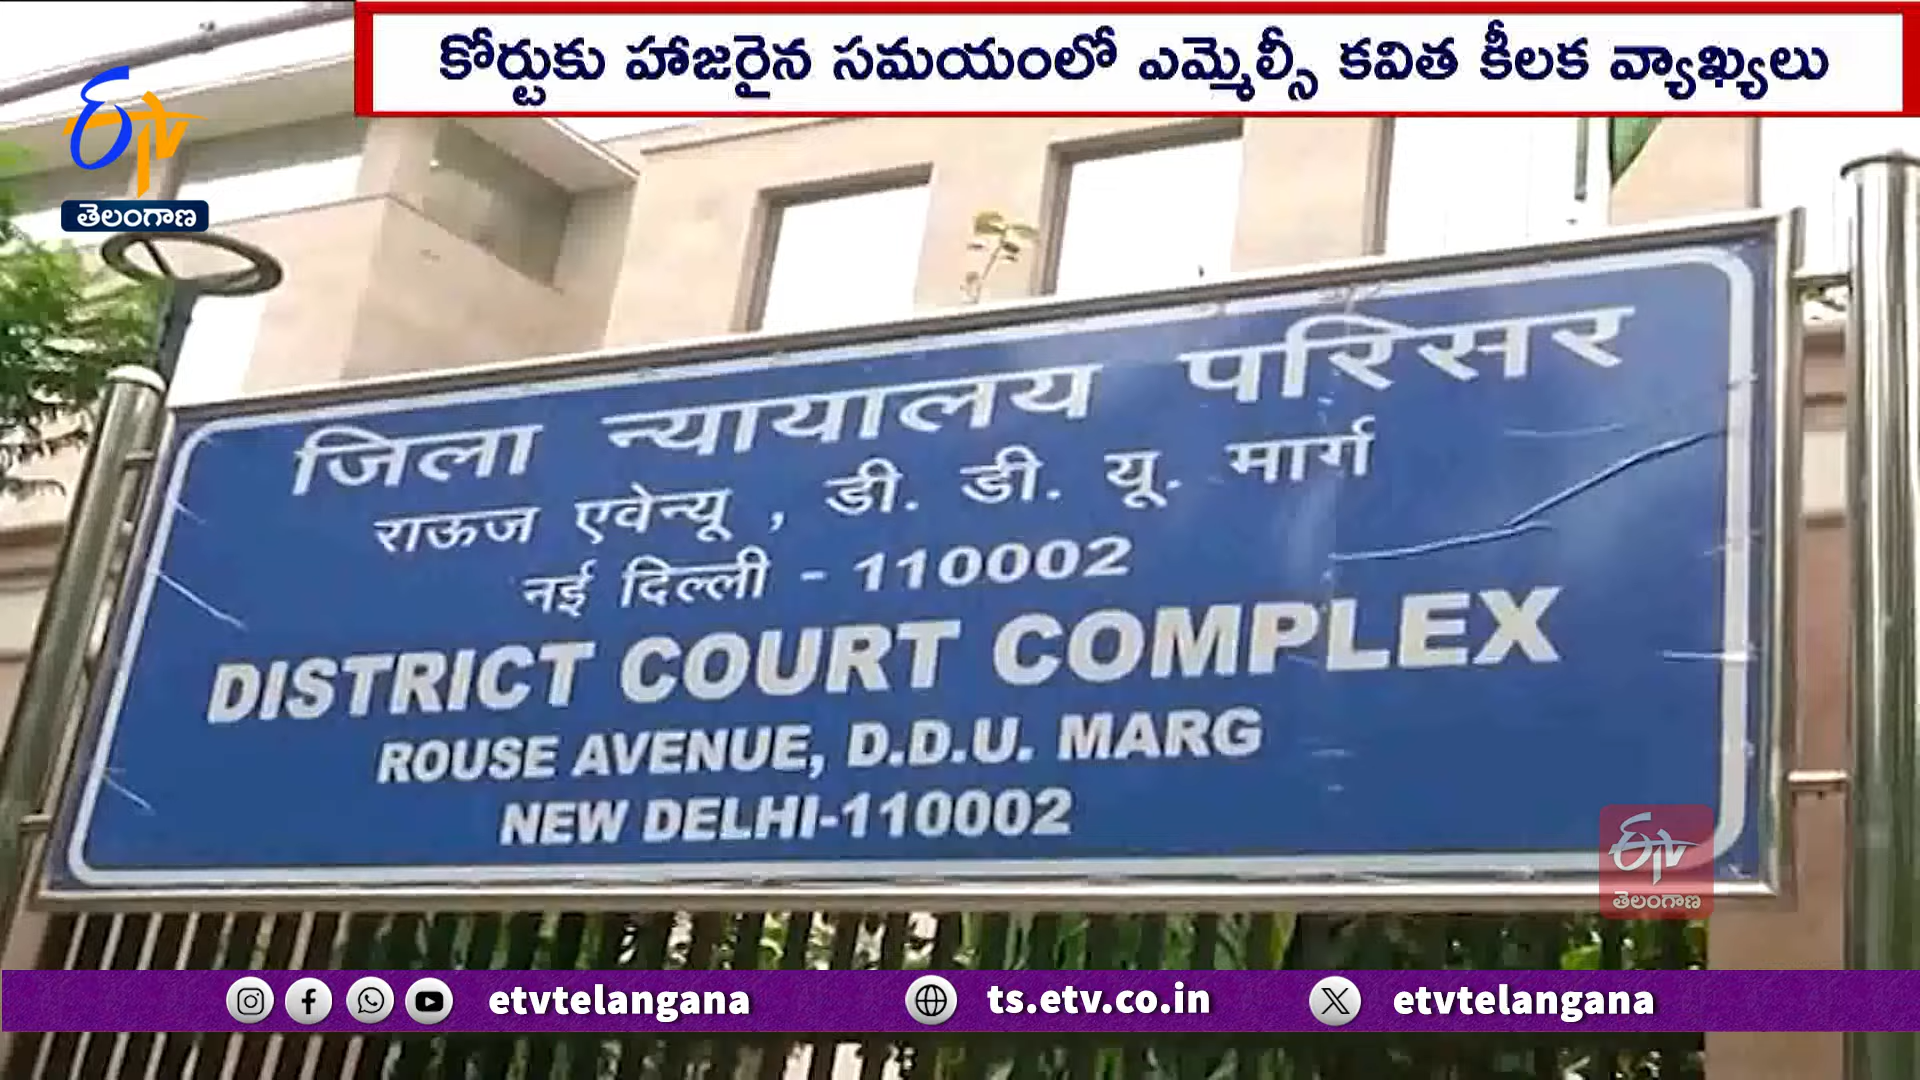 కోర్టుకు హాజరైన సమయంలో ఎమ్మెల్సీ కవిత కీలక వ్యాఖ్యలు
ETV
తెలంగాణ
जिला न्यायालय परिसर
राऊज एवेन्यू , डी. डी. यू. मार्ग
नई दिल्ली - 110002
DISTRICT COURT COMPLEX
ROUSE AVENUE, D.D.U. MARG
NEW DELHI-110002
ETV
తెలంగాణ
etvtelangana ts.etv.co.in etvtelangana